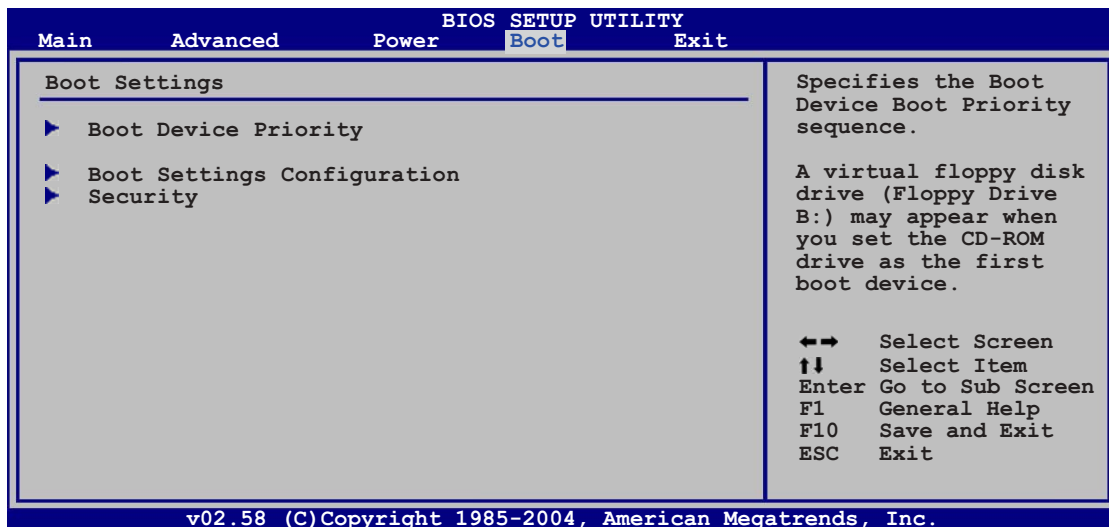 BIOS SETUP UTILITY
Main Advanced Power Boot Exit
Boot Settings
Boot Device Priority
Boot Settings Configuration
Security
Specifies the Boot
Device Boot Priority
sequence.
A virtual floppy disk
drive (Floppy Drive
B:) may appear when
you set the CD-ROM
drive as the first
boot device.
←→ Select Screen
↑↓ Select Item
Enter Go to Sub Screen
F1 General Help
F10 Save and Exit
ESC Exit
v02.58 (C)Copyright 1985-2004, American Megatrends, Inc.